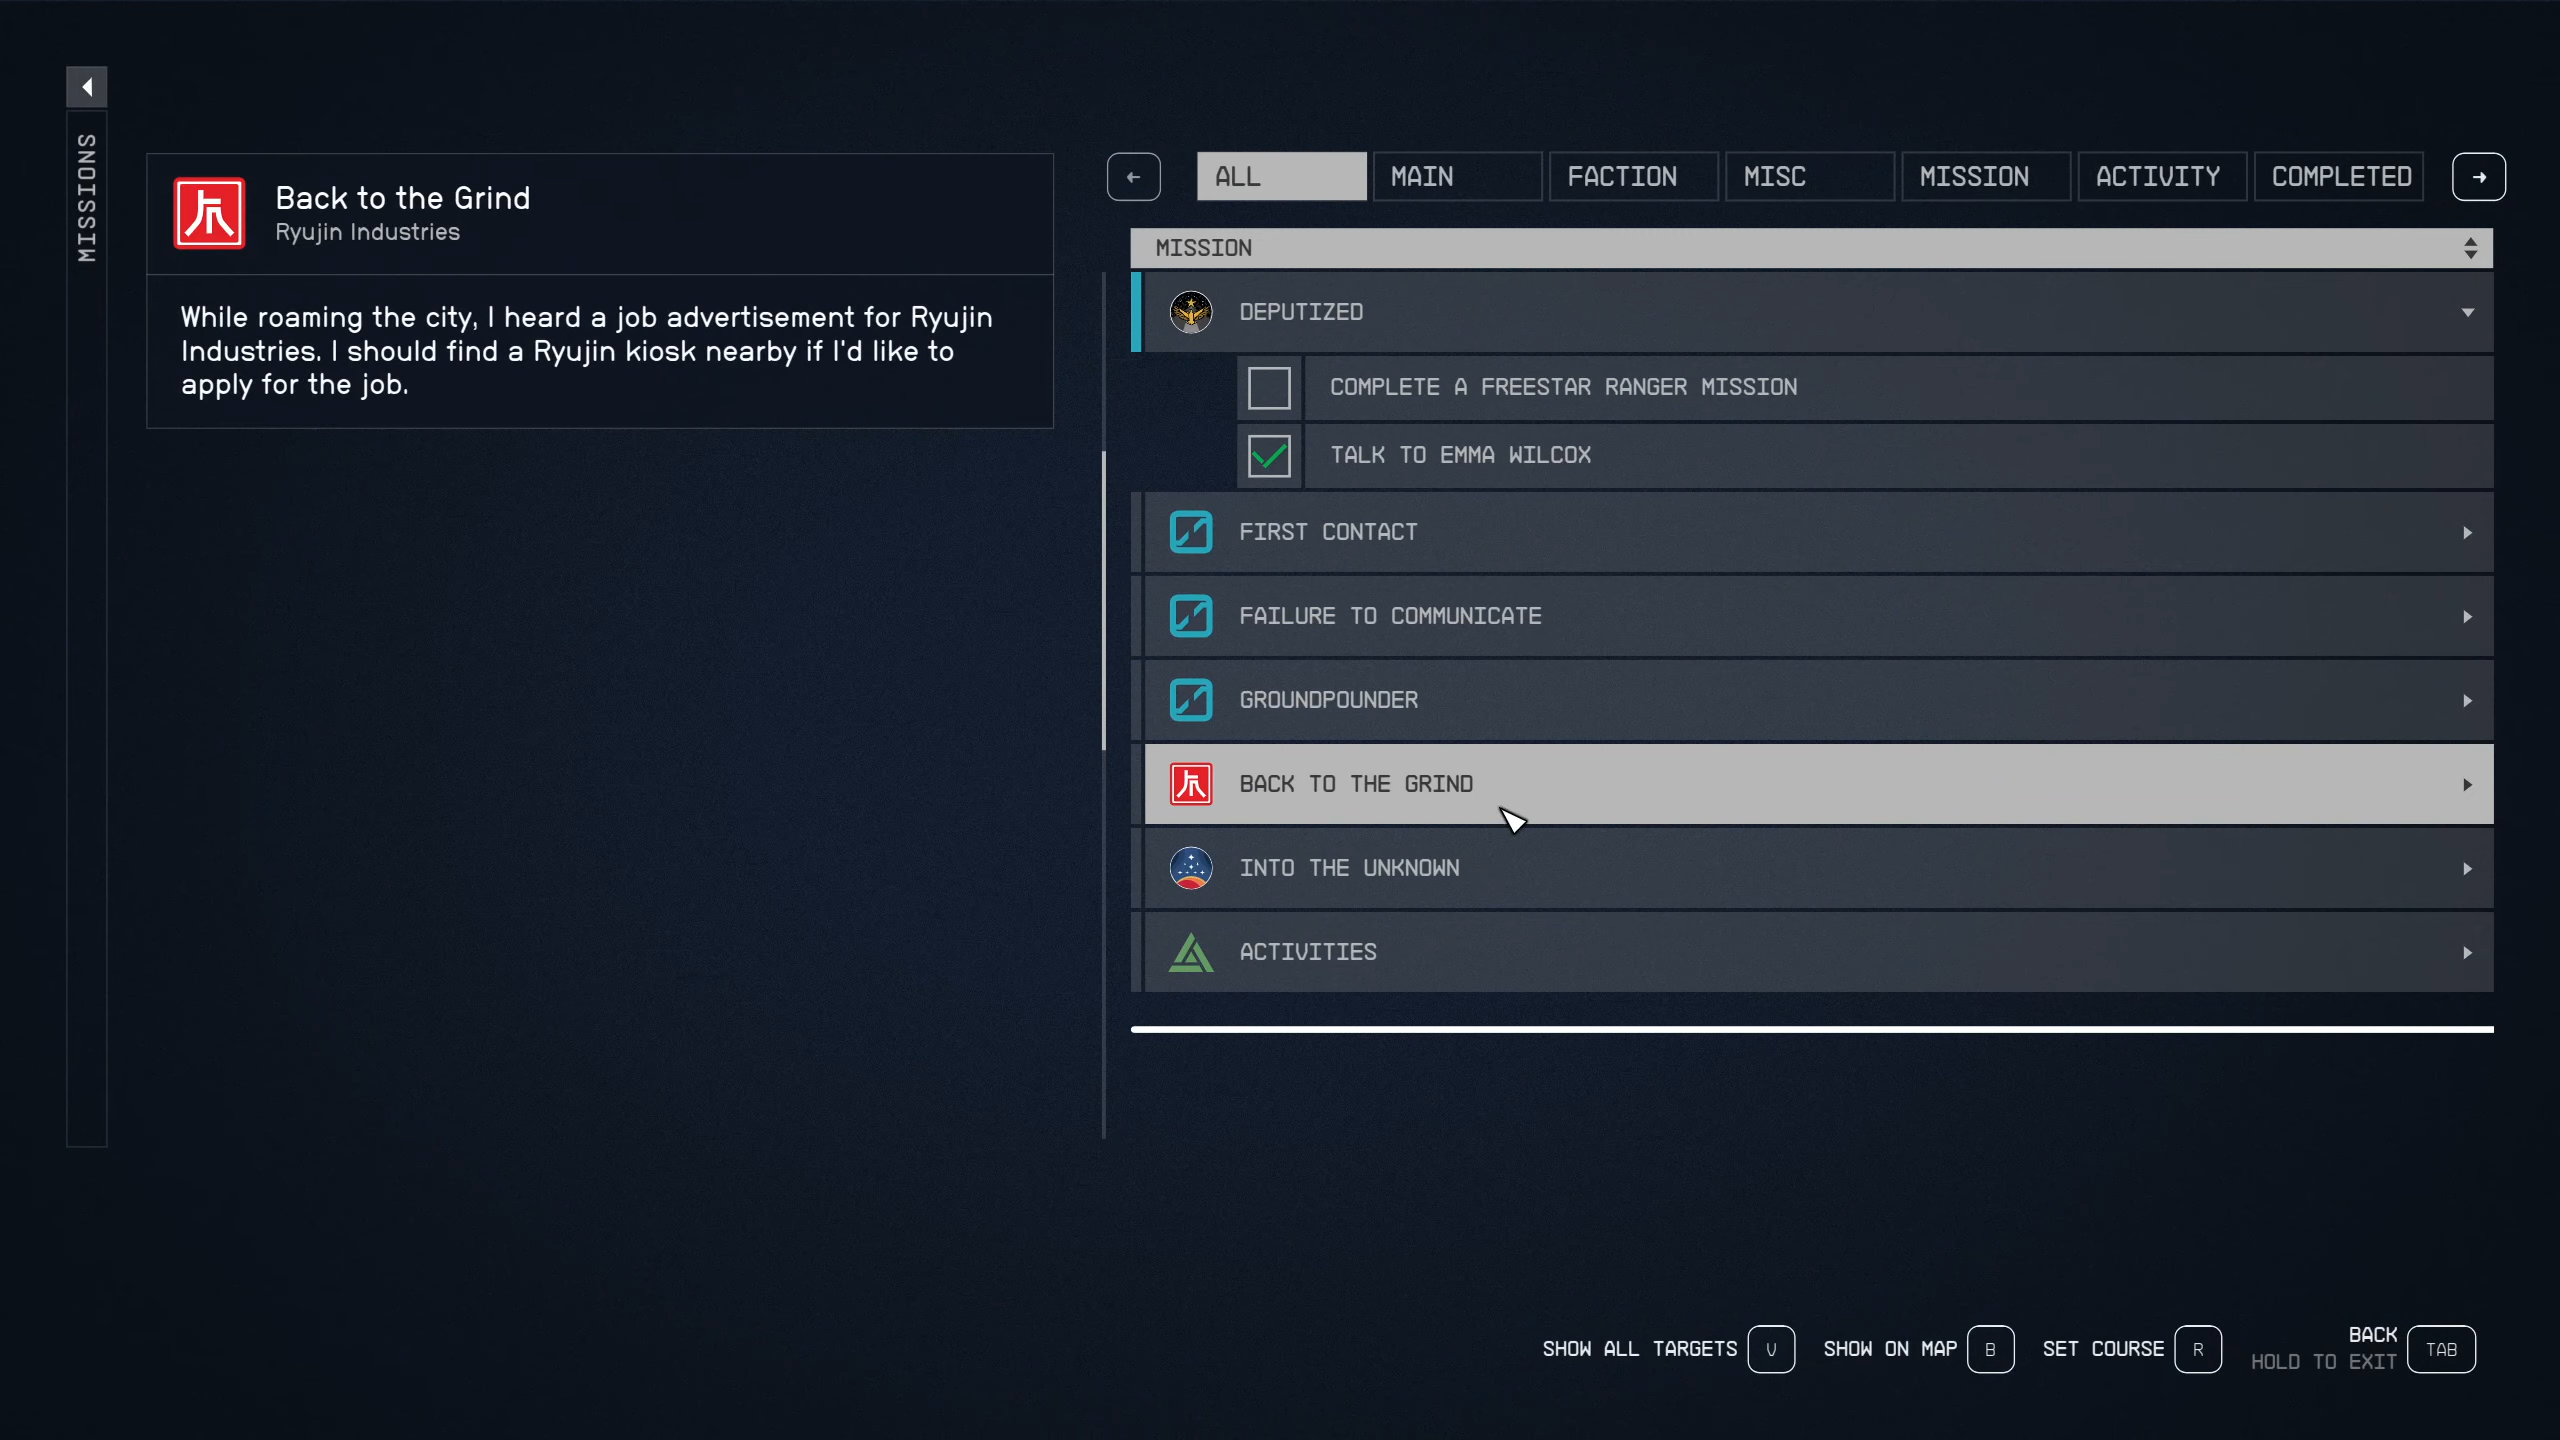 MISSIONS
Back to the Grind
Ryujin Industries
While roaming the city, I heard a job advertisement for Ryujin
Industries. I should find a Ryujin kiosk nearby if I'd like to
apply for the job.
ALL
MAIN
FACTION
MISC
MISSION
ACTIVITY
COMPLETED
MISSION
DEPUTIZED
COMPLETE A FREESTAR RANGER MISSION
TALK TO EMMA WILCOX
FIRST CONTACT
FAILURE TO COMMUNICATE
GROUNDPOUNDER
BACK TO THE GRIND
INTO THE UNKNOWN
ACTIVITIES
SHOW ALL TARGETS V
SHOW ON MAP B
SET COURSE R
BACK
HOLD TO EXIT
TAB